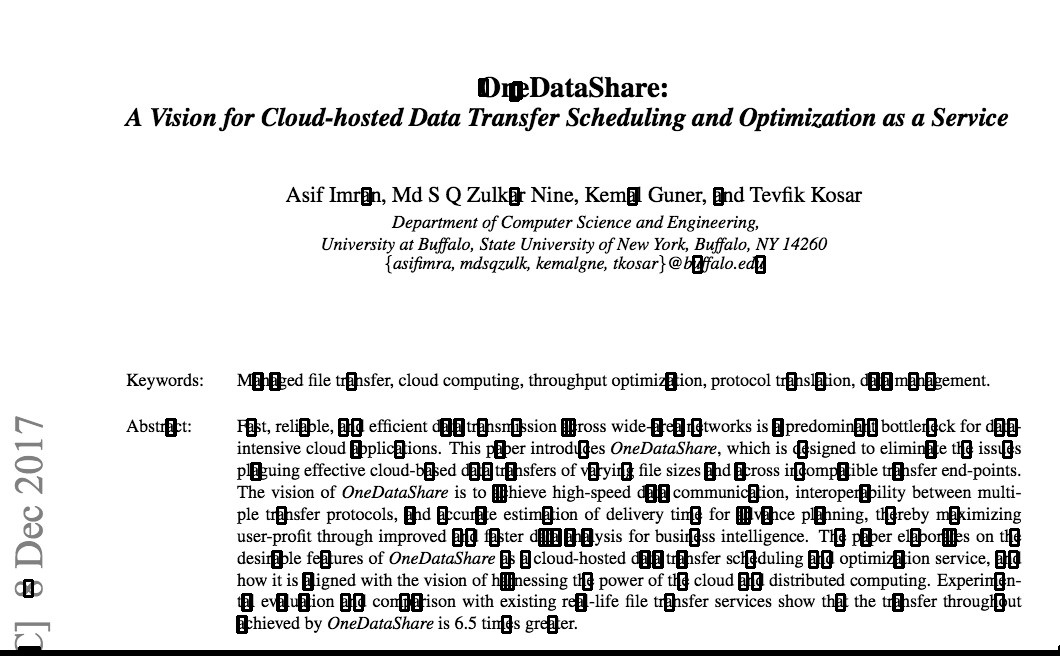 OneDataShare:
A Vision for Cloud-hosted Data Transfer Scheduling and Optimization as a Service
Asif Imran, Md S Q Zulkar Nine, Kemal Guner, and Tevfik Kosar
Department of Computer Science and Engineering,
University at Buffalo, State University of New York, Buffalo, NY 14260
{asifimra, mdsqzulk, kemalgne, tkosar}@buffalo.edu
Keywords: Managed file transfer, cloud computing, throughput optimization, protocol translation, data management.
Abstract: Fast, reliable, and efficient data transmission across wide-area networks is a predominant bottleneck for data-
intensive cloud applications. This paper introduces OneDataShare, which is designed to eliminate the issues
plaguing effective cloud-based data transfers of varying file sizes and across incompatible transfer end-points.
The vision of OneDataShare is to achieve high-speed data communication, interoperability between multi-
ple transfer protocols, and accurate estimation of delivery time for advance planning, thereby maximizing
user-profit through improved and faster data analysis for business intelligence. The paper elaborates on the
desirable features of OneDataShare as a cloud-hosted data transfer scheduling and optimization service, and
how it is aligned with the vision of harnessing the power of the cloud and distributed computing. Experimen-
tal evaluation and comparison with existing real-life file transfer services show that the transfer throughout
achieved by OneDataShare is 6.5 times greater.
C] 8 Dec 2017